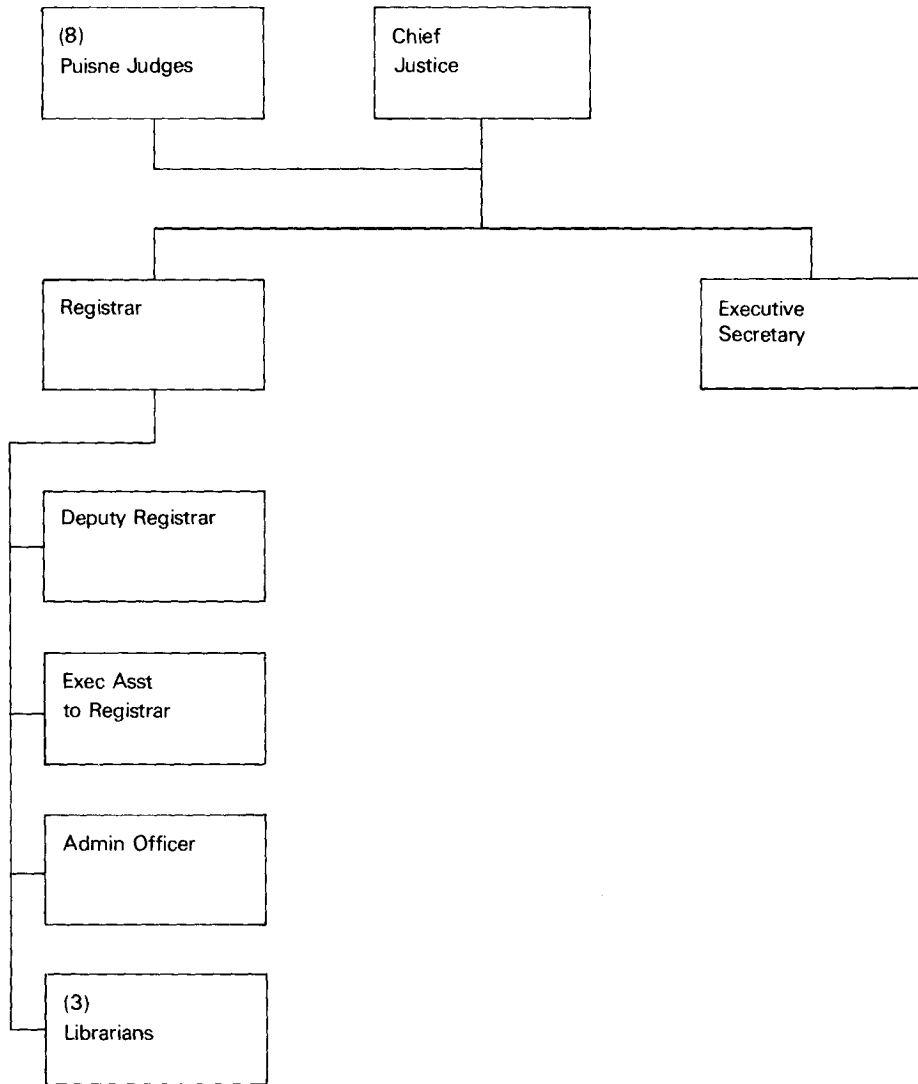 (8)
Puisne Judges
Chief
Justice
Registrar
Executive
Secretary
Deputy Registrar
Exec Asst
to Registrar
Admin Officer
(3)
Librarians